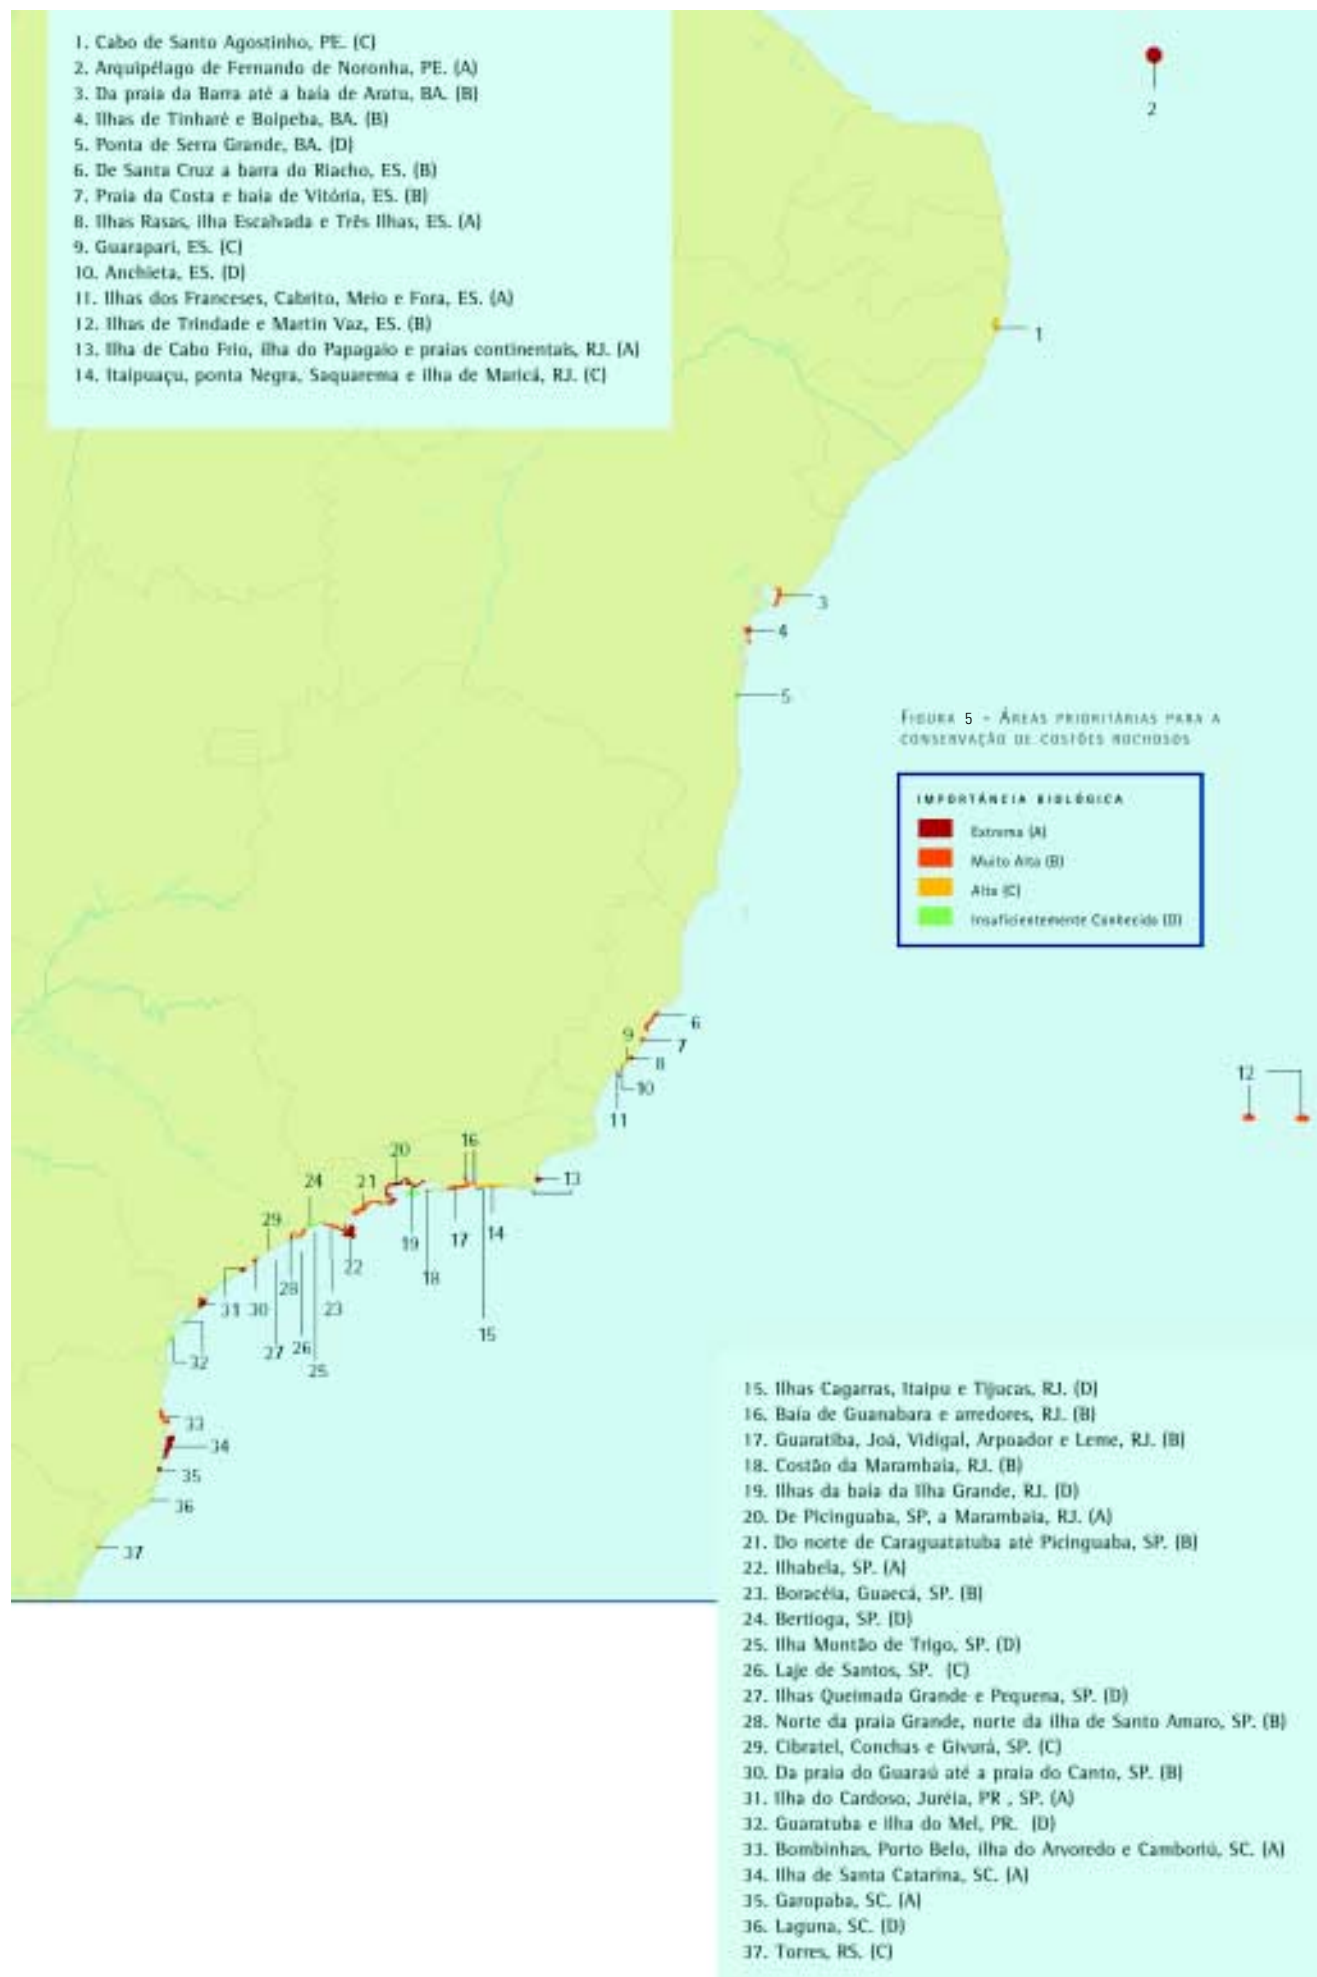 1. Cabo de Santo Agostinho, PE. (C)
2. Arquipélago de Fernando de Noronha, PE. (A)
3. Da praia da Barra até a baía de Aratu, BA. (B)
4. Ilhas de Tinharé e Boipeba, BA. (B)
5. Ponta de Serra Grande, BA. (D)
6. De Santa Cruz a barra do Riacho, ES. (B)
7. Praia da Costa e baía de Vitória, ES. (B)
8. Ilhas Rasas, ilha Escalvada e Três Ilhas, ES. (A)
9. Guarapari, ES. (C)
10. Anchieta, ES. (D)
11. Ilhas dos Franceses, Cabrito, Meio e Fora, ES. (A)
12. Ilhas de Trindade e Martin Vaz, ES. (B)
13. Ilha de Cabo Frio, ilha do Papagaio e praias continentais, RJ. (A)
14. Itaipuaçu, ponta Negra, Saquarema e ilha de Maricá, RJ. (C)
2
1
3
4
5
FIGURA 5 - ÁREAS PRIORITÁRIAS PARA A
CONSERVAÇÃO DE COSTÕES ROCHOSOS
IMPORTÂNCIA BIOLÓGICA
Extrema (A)
Muito Alta (B)
Alta (C)
Insuficientemente Conhecida (D)
6
9
7
8
10
11
12
16
20
13
24
21
29
14
17
19
22
18
28
31
30
23
15
26
27
32
25
33
34
35
36
37
15. Ilhas Cagarras, Itaipu e Tijucas, RJ. (D)
16. Baía de Guanabara e arredores, RJ. (B)
17. Guaratiba, Joá, Vidigal, Arpoador e Leme, RJ. (B)
18. Costão da Marambaia, RJ. (B)
19. Ilhas da baía da Ilha Grande, RJ. (D)
20. De Picinguaba, SP, a Marambaia, RJ. (A)
21. Do norte de Caraguatatuba até Picinguaba, SP. (B)
22. Ilhabela, SP. (A)
23. Boracéia, Guaecá, SP. (B)
24. Bertioga, SP. (D)
25. Ilha Montão de Trigo, SP. (D)
26. Laje de Santos, SP. (C)
27. Ilhas Queimada Grande e Pequena, SP. (D)
28. Norte da praia Grande, norte da ilha de Santo Amaro, SP. (B)
29. Cibratel, Conchas e Givurá, SP. (C)
30. Da praia do Guaraú até a praia do Canto, SP. (B)
31. Ilha do Cardoso, Juréia, PR , SP. (A)
32. Guaratuba e ilha do Mel, PR. (D)
33. Bombinhas, Porto Belo, ilha do Arvoredo e Camboriú, SC. (A)
34. Ilha de Santa Catarina, SC. (A)
35. Garopaba, SC. (A)
36. Laguna, SC. (D)
37. Torres, RS. (C)